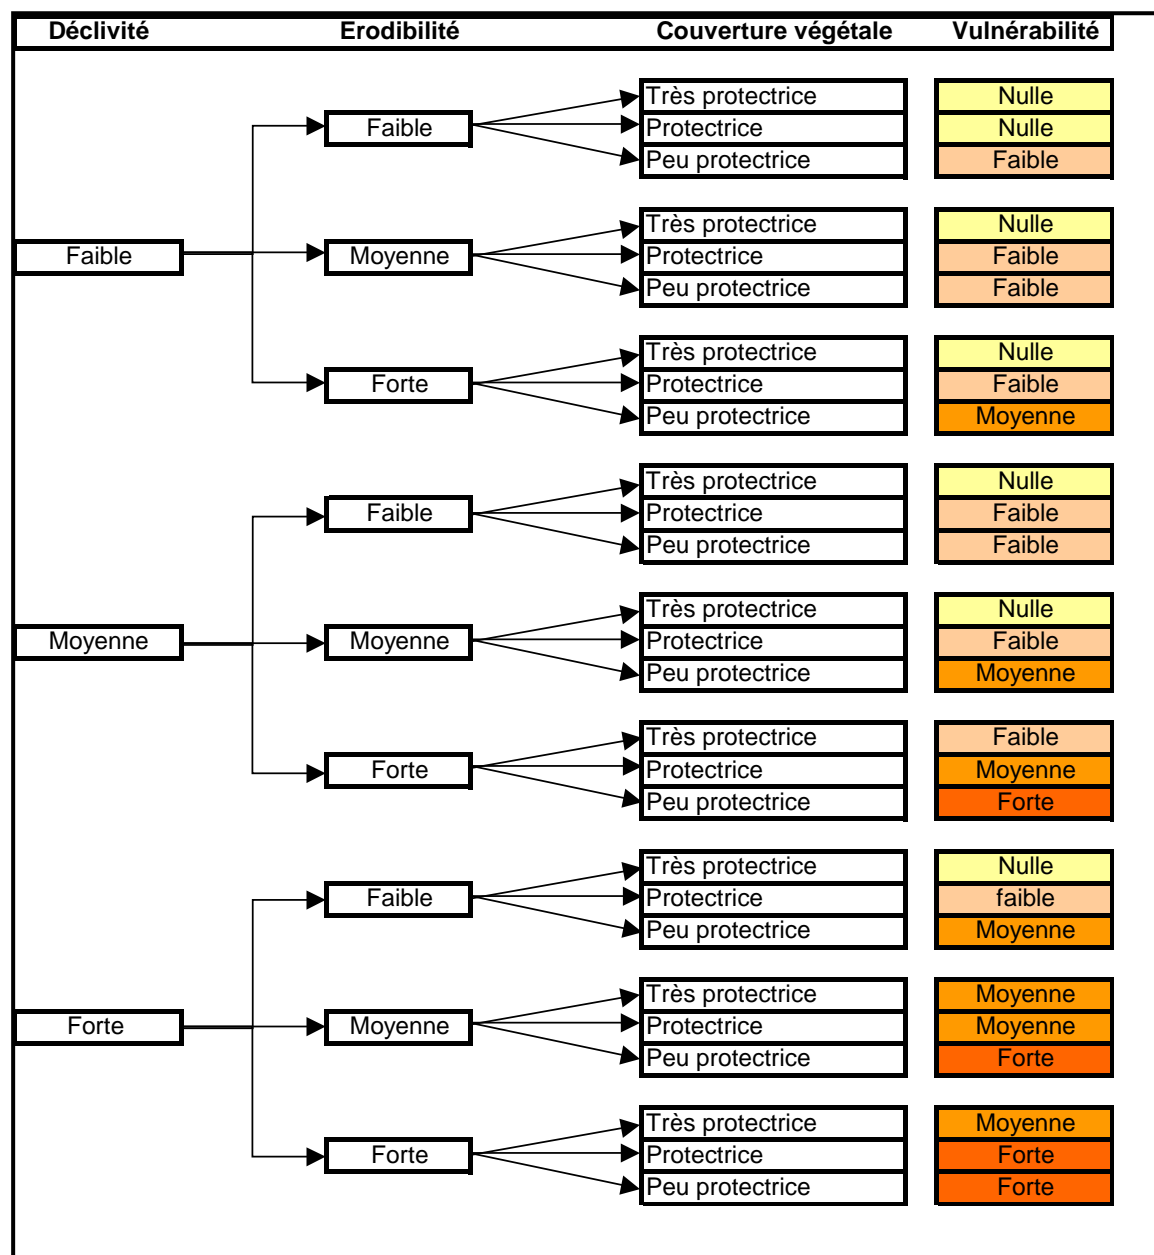 Déclivité Erodibilité Couverture végétale Vulnérabilité
Très protectrice Nulle
Faible Protectrice Nulle
Peu protectrice Faible
Très protectrice Nulle
Faible Moyenne Protectrice Faible
Peu protectrice Faible
Très protectrice Nulle
Forte Protectrice Faible
Peu protectrice Moyenne
Très protectrice Nulle
Faible Protectrice Faible
Peu protectrice Faible
Très protectrice Nulle
Moyenne Moyenne Protectrice Faible
Peu protectrice Moyenne
Très protectrice Faible
Forte Protectrice Moyenne
Peu protectrice Forte
Très protectrice Nulle
Faible Protectrice faible
Peu protectrice Moyenne
Très protectrice Moyenne
Forte Moyenne Protectrice Moyenne
Peu protectrice Forte
Très protectrice Moyenne
Forte Protectrice Forte
Peu protectrice Forte